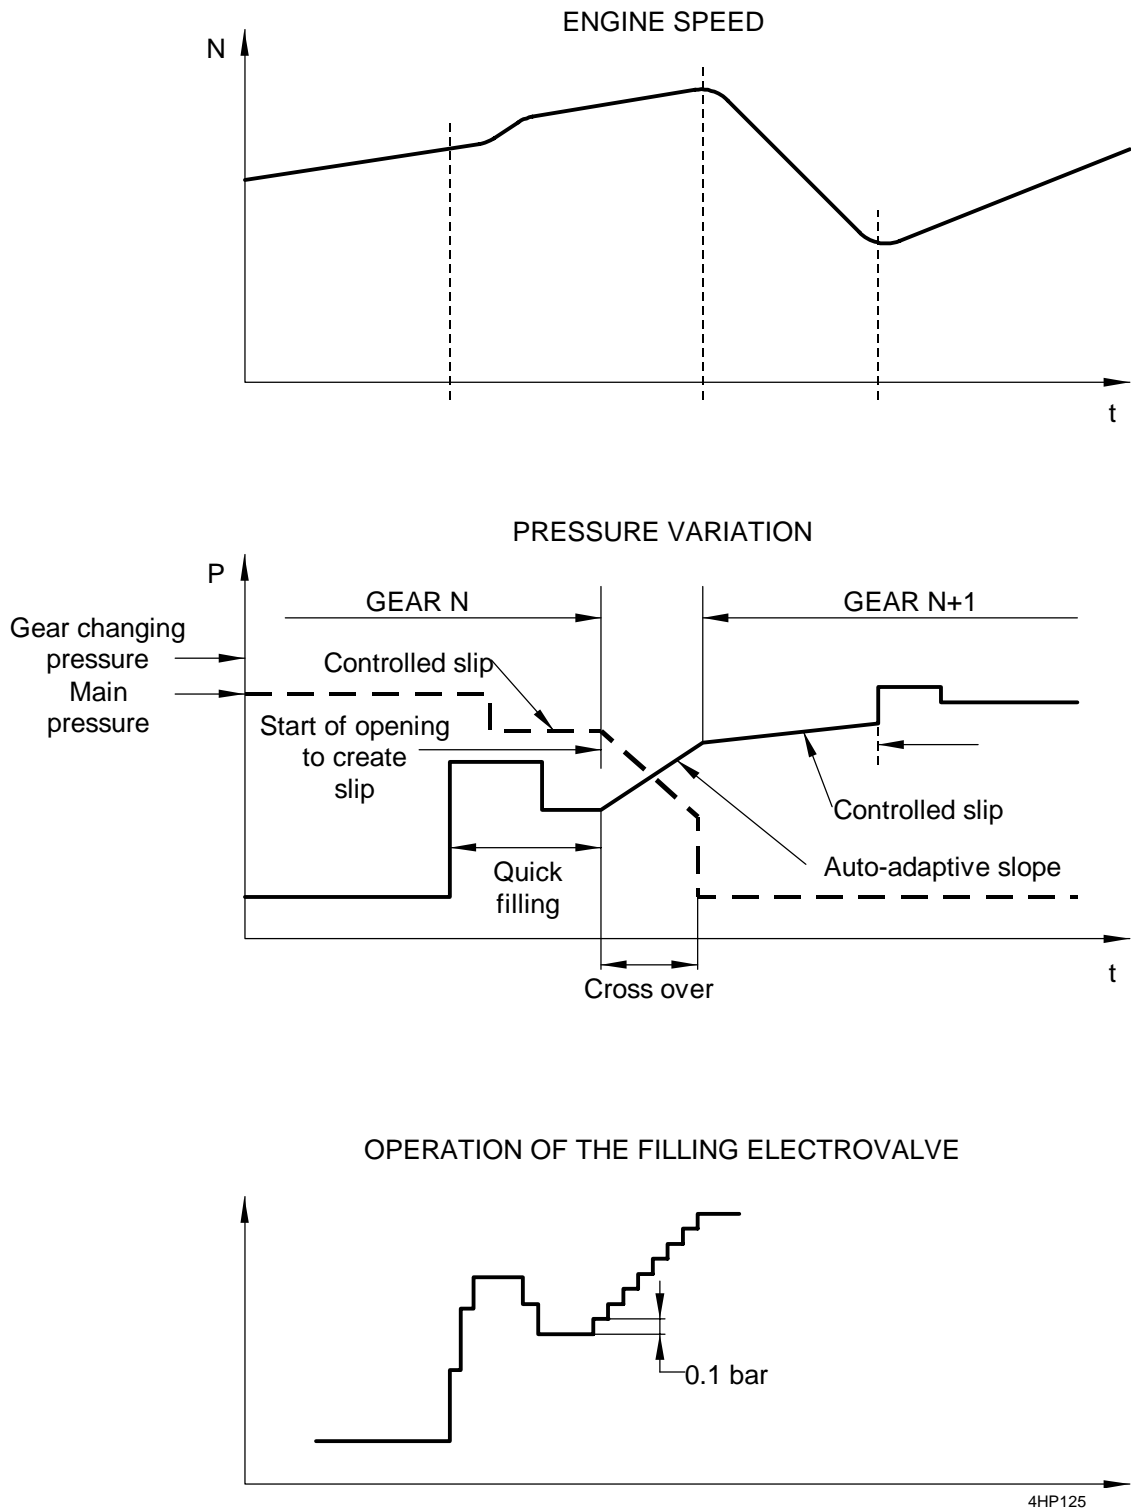 ENGINE SPEED
N
t
PRESSURE VARIATION
P
GEAR N
GEAR N+1
Gear changing
pressure
Main
pressure
Controlled slip
Start of opening
to create
slip
Controlled slip
Auto-adaptive slope
Quick
filling
t
Cross over
OPERATION OF THE FILLING ELECTROVALVE
0.1 bar
4HP125